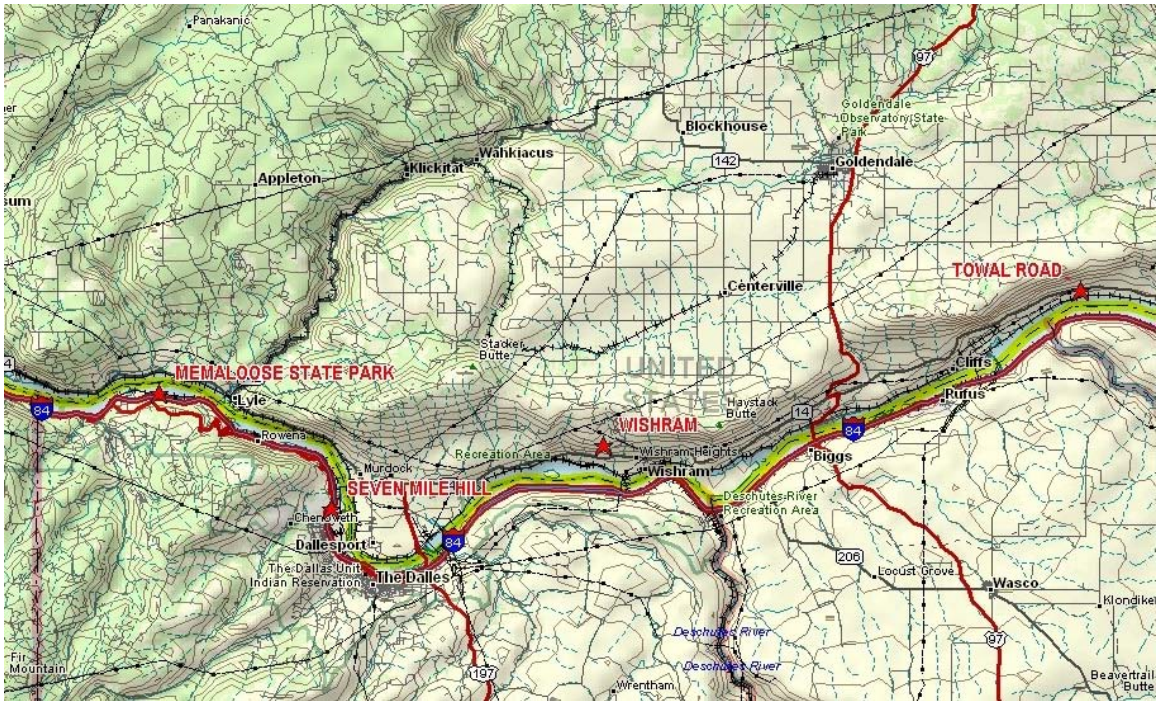 Panakanic
97
Goldendale
Observatory State
Park
Blockhouse
142
Goldendale
Wahkiacus
Klickitat
Appleton
sum
TOWAL ROAD
Centerville
Stacker
Butte
UNITED
STATES
Cliffs
MEMALOOSE STATE PARK
Lyle
84
Rufus
Haystack
Butte
14
84
WISHRAM
Rowena
Recreation Area
Wishram Heights
Biggs
Murdock
Wishram
SEVEN MILE HILL
Deschutes River
Recreation Area
Chenoweth
Dallesport
84
206
The Dallas Unit
Indian Reservation
The Dalles
Locust Grove
Wasco
Klondike
Deschutes River
97
Fir
Mountain
Deschutes River
197
Wrentham
Beavertrail
Butte